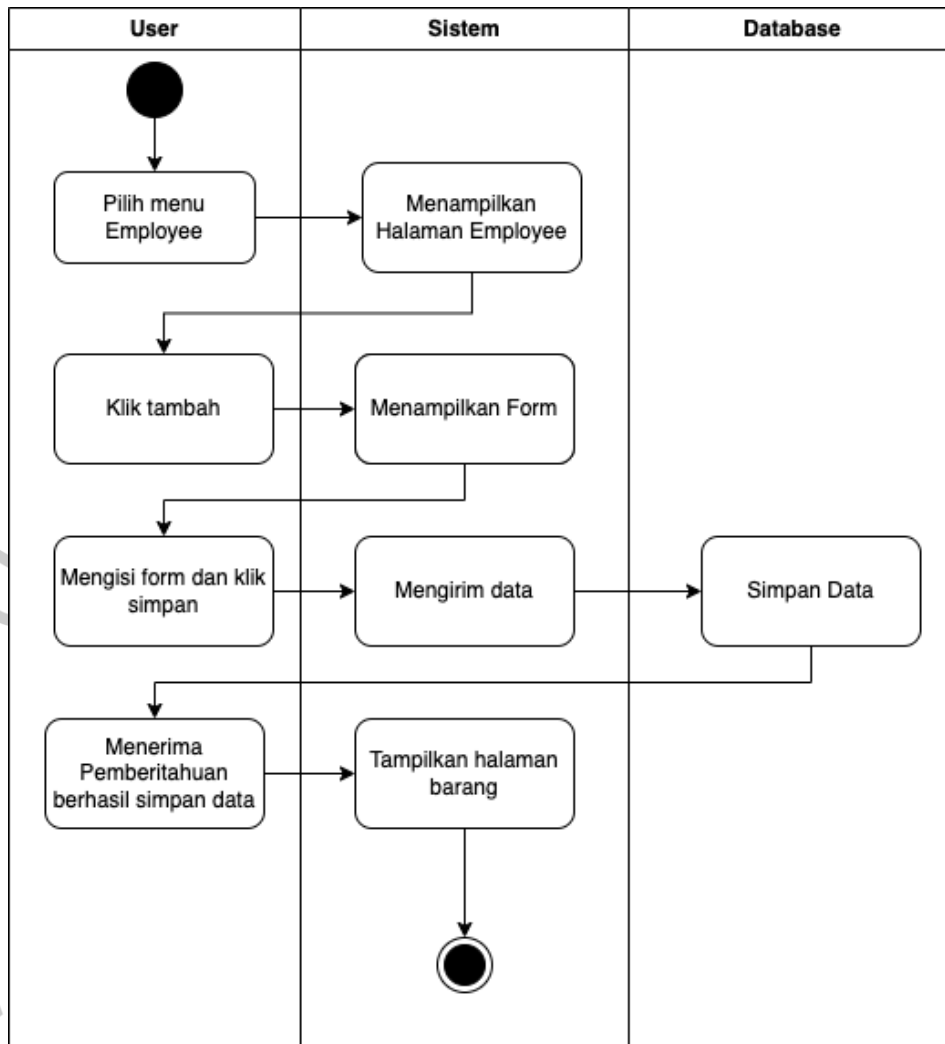 User
Sistem
Database
Pilih menu
Employee
Menampilkan
Halaman Employee
Klik tambah
Menampilkan Form
Mengisi form dan klik
simpan
Mengirim data
Simpan Data
Menerima
Pemberitahuan
berhasil simpan data
Tampilkan halaman
barang